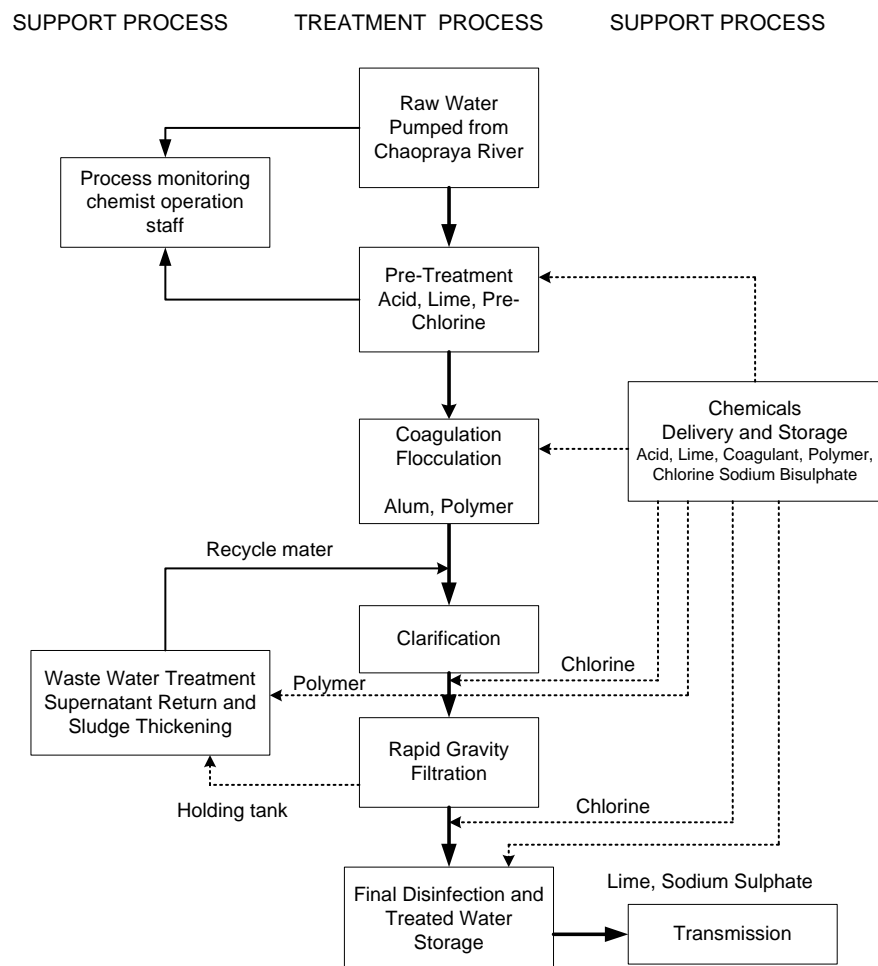 SUPPORT PROCESS
TREATMENT PROCESS
SUPPORT PROCESS
Raw Water
Pumped from
Chaopraya River
Process monitoring
chemist operation
staff
Pre-Treatment
Acid, Lime, Pre-
Chlorine
Chemicals
Delivery and Storage
Acid, Lime, Coagulant, Polymer,
Chlorine Sodium Bisulphate
Coagulation
Flocculation
Alum, Polymer
Recycle mater
Clarification
Chlorine
Waste Water Treatment
Supernatant Return and
Sludge Thickening
Polymer
Rapid Gravity
Filtration
Holding tank
Chlorine
Final Disinfection and
Treated Water
Storage
Lime, Sodium Sulphate
Transmission